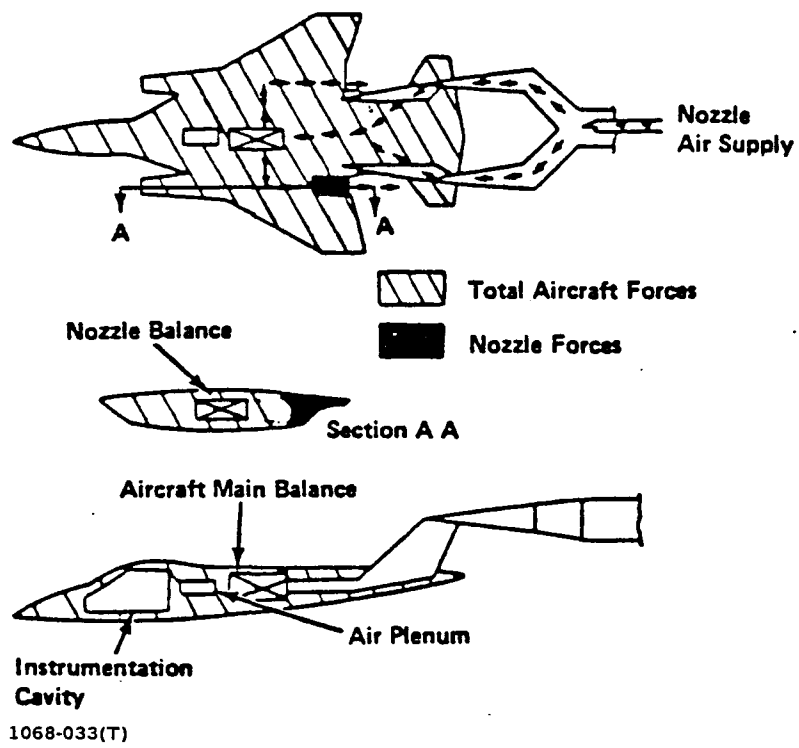 Nozzle
Air Supply
A
A
Total Aircraft Forces
Nozzle Forces
Nozzle Balance
Section A A
Aircraft Main Balance
Air Plenum
Instrumentation
Cavity
1068-033(T)